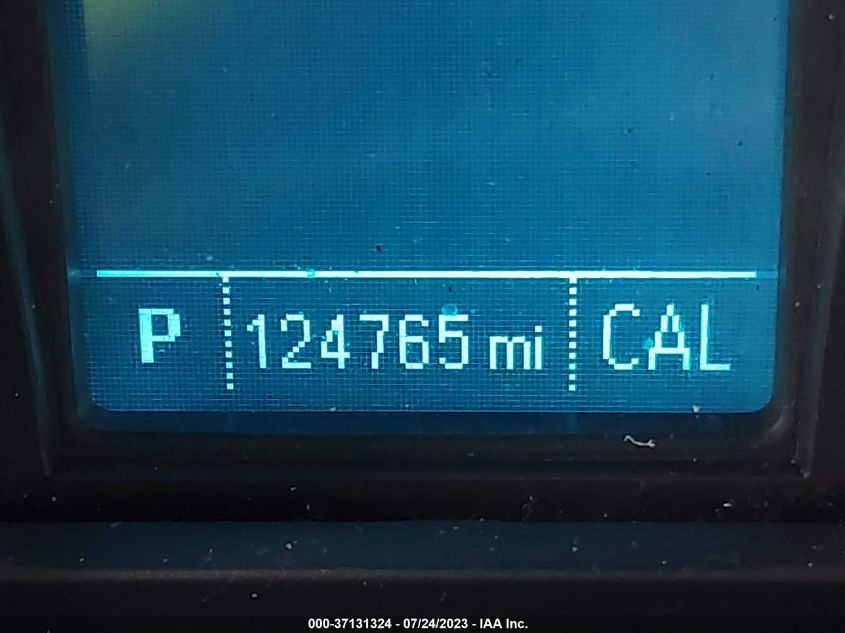 P 124765 mi CAL
000-37131324 - 07/24/2023 - IAA Inc.